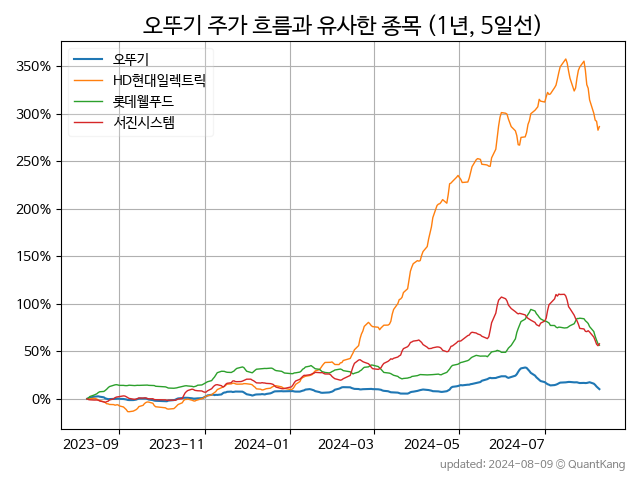 오뚜기 주가 흐름과 유사한 종목 (1년, 5일선)
오뚜기
HD현대일렉트릭
롯데웰푸드
서진시스템
350%
300%
250%
200%
150%
100%
50%
0%
2023-09 2023-11 2024-01 2024-03 2024-05 2024-07
updated: 2024-08-09 © QuantKang